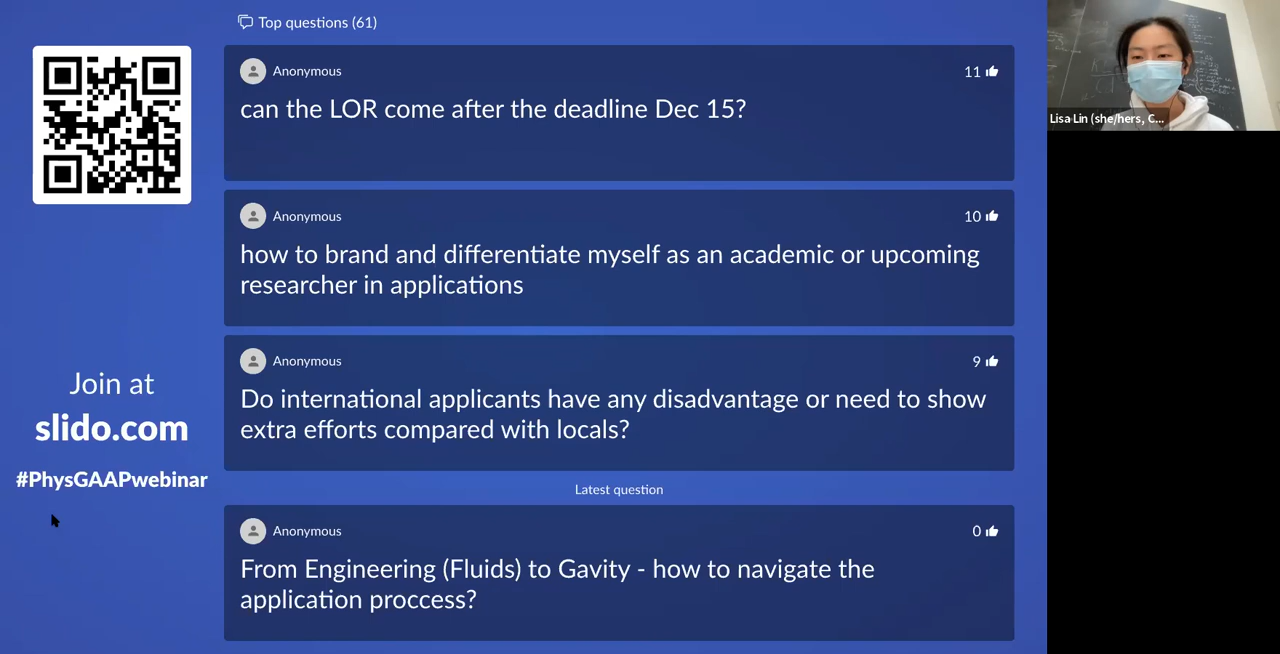 Top questions (61)
Anonymous
11
can the LOR come after the deadline Dec 15?
Anonymous
10
how to brand and differentiate myself as an academic or upcoming
researcher in applications
Anonymous
9
Do international applicants have any disadvantage or need to show
extra efforts compared with locals?
Latest question
Anonymous
0
From Engineering (Fluids) to Gavity - how to navigate the
application proccess?
Join at
slido.com
#PhysGAAPwebinar
Lisa Lin (she/hers, C...